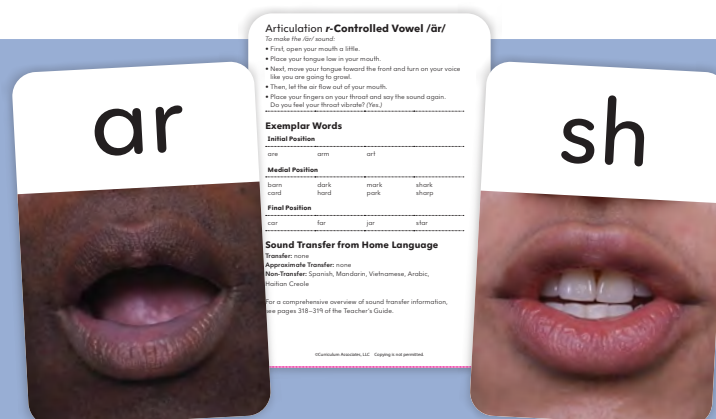 ar
Articulation r-Controlled Vowel /är/
To make the /är/ sound:
• First, open your mouth a little.
• Place your tongue low in your mouth.
• Next, move your tongue toward the front and turn on your voice
like you are going to growl.
• Then, let the air flow out of your mouth.
• Place your fingers on your throat and say the sound again.
Do you feel your throat vibrate? (Yes.)
Exemplar Words
Initial Position
are arm art
Medial Position
barn dark mark shark
card hard park sharp
Final Position
car far jar star
Sound Transfer from Home Language
Transfer: none
Approximate Transfer: none
Non-Transfer: Spanish, Mandarin, Vietnamese, Arabic,
Haitian Creole
For a comprehensive overview of sound transfer information,
see pages 318–319 of the Teacher's Guide.
©Curriculum Associates, LLC Copying is not permitted.
sh